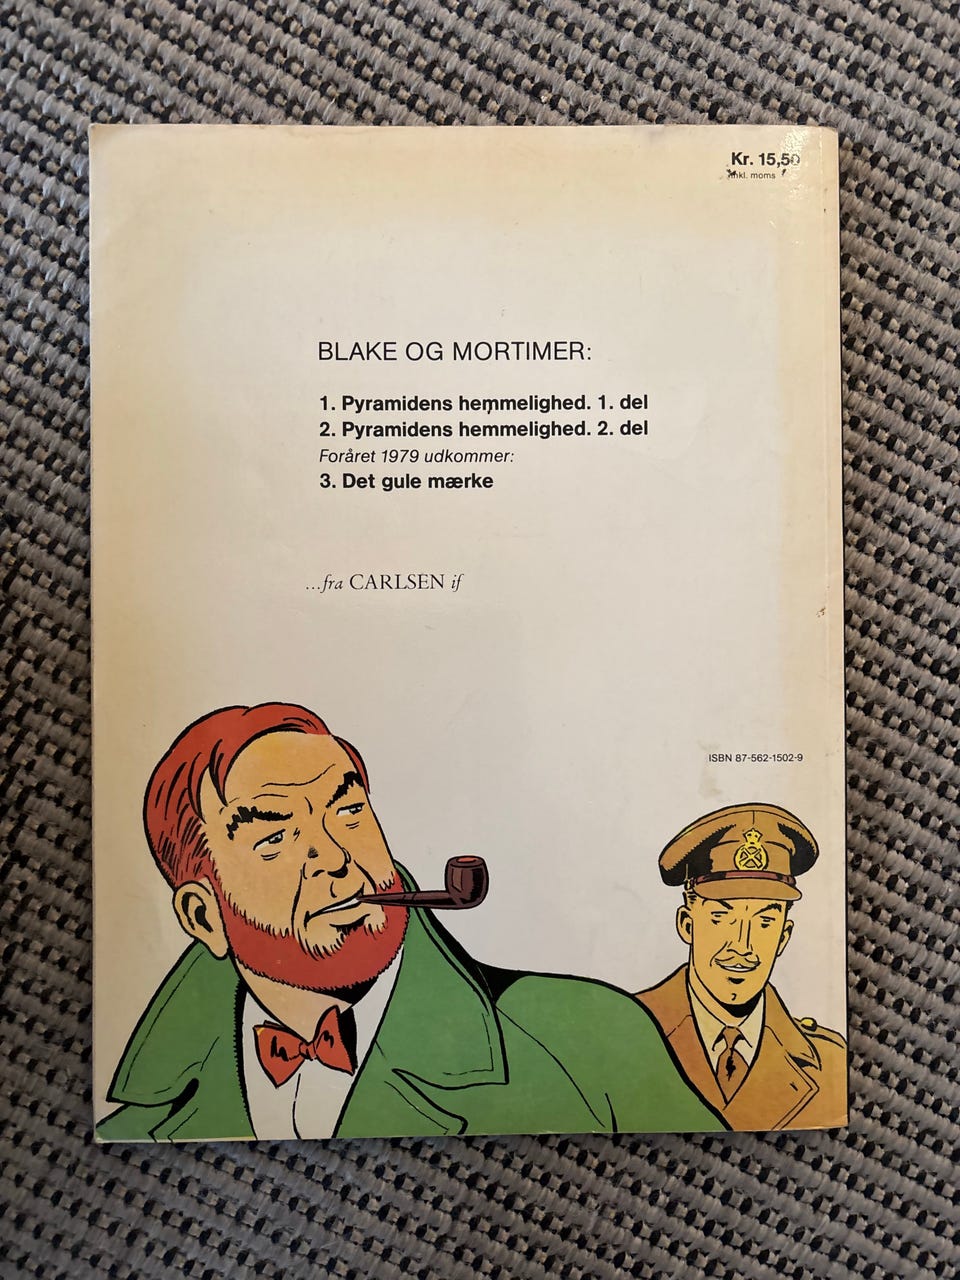 Kr. 15,50
inkl. moms
BLAKE OG MORTIMER:
1. Pyramidens hemmelighed. 1. del
2. Pyramidens hemmelighed. 2. del
Foråret 1979 udkommer:
3. Det gule mærke
...fra CARLSEN if
ISBN 87-562-1502-9